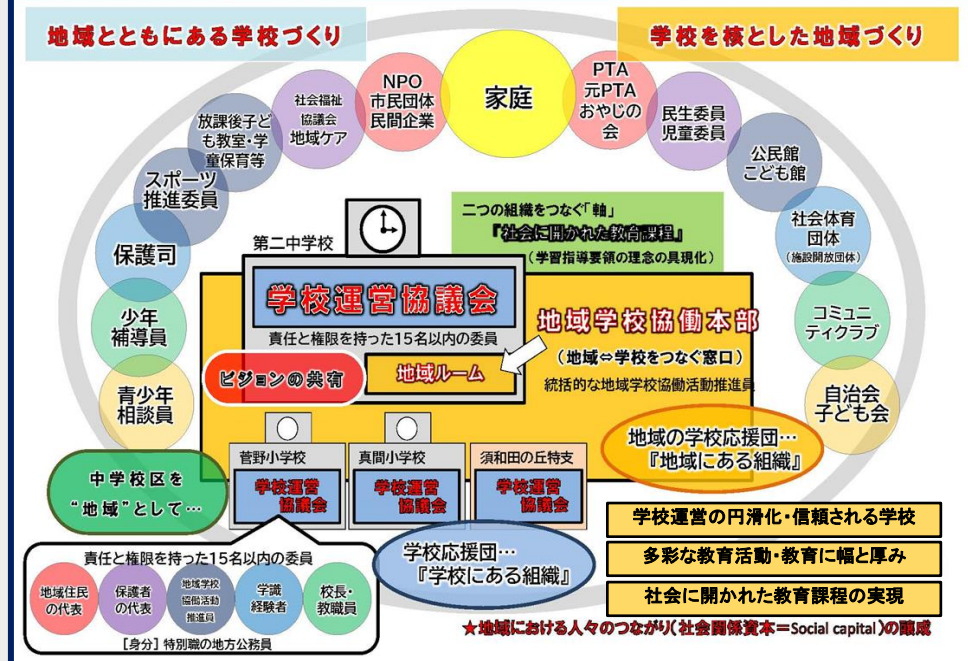 地域とともにある学校づくり
学校を核とした地域づくり
家庭
NPO
市民団体
民間企業
社会福祉
協議会
地域ケア
放課後子ど
も教室・学
童保育等
スポーツ
推進委員
保護司
少年
補導員
青少年
相談員
PTA
元PTA
おやじの
会
民生委員
児童委員
公民館
こども館
社会体育
団体
(施設開放団体)
コミュニ
ティクラブ
自治会
子ども会
二つの組織をつなぐ「軸」
『社会に開かれた教育課程』
(学習指導要領の理念の具現化)
第二中学校
学校運営協議会
責任と権限を持った15名以内の委員
ビジョンの共有
地域ルーム
地域学校協働本部
(地域⇔学校をつなぐ窓口)
統括的な地域学校協働活動推進員
地域の学校応援団…
『地域にある組織』
菅野小学校
学校運営
協議会
真間小学校
学校運営
協議会
須和田の丘特支
学校運営
協議会
中学校区を
“地域”として…
学校応援団…
『学校にある組織』
責任と権限を持った15名以内の委員
地域住民
の代表
保護者
の代表
地域学校
協働活動
推進員
学識
経験者
校長・
教職員
[身分]特別職の地方公務員
学校運営の円滑化・信頼される学校
多彩な教育活動・教育に幅と厚み
社会に開かれた教育課程の実現
★地域における人々のつながり(社会関係資本=Social capital)の醸成